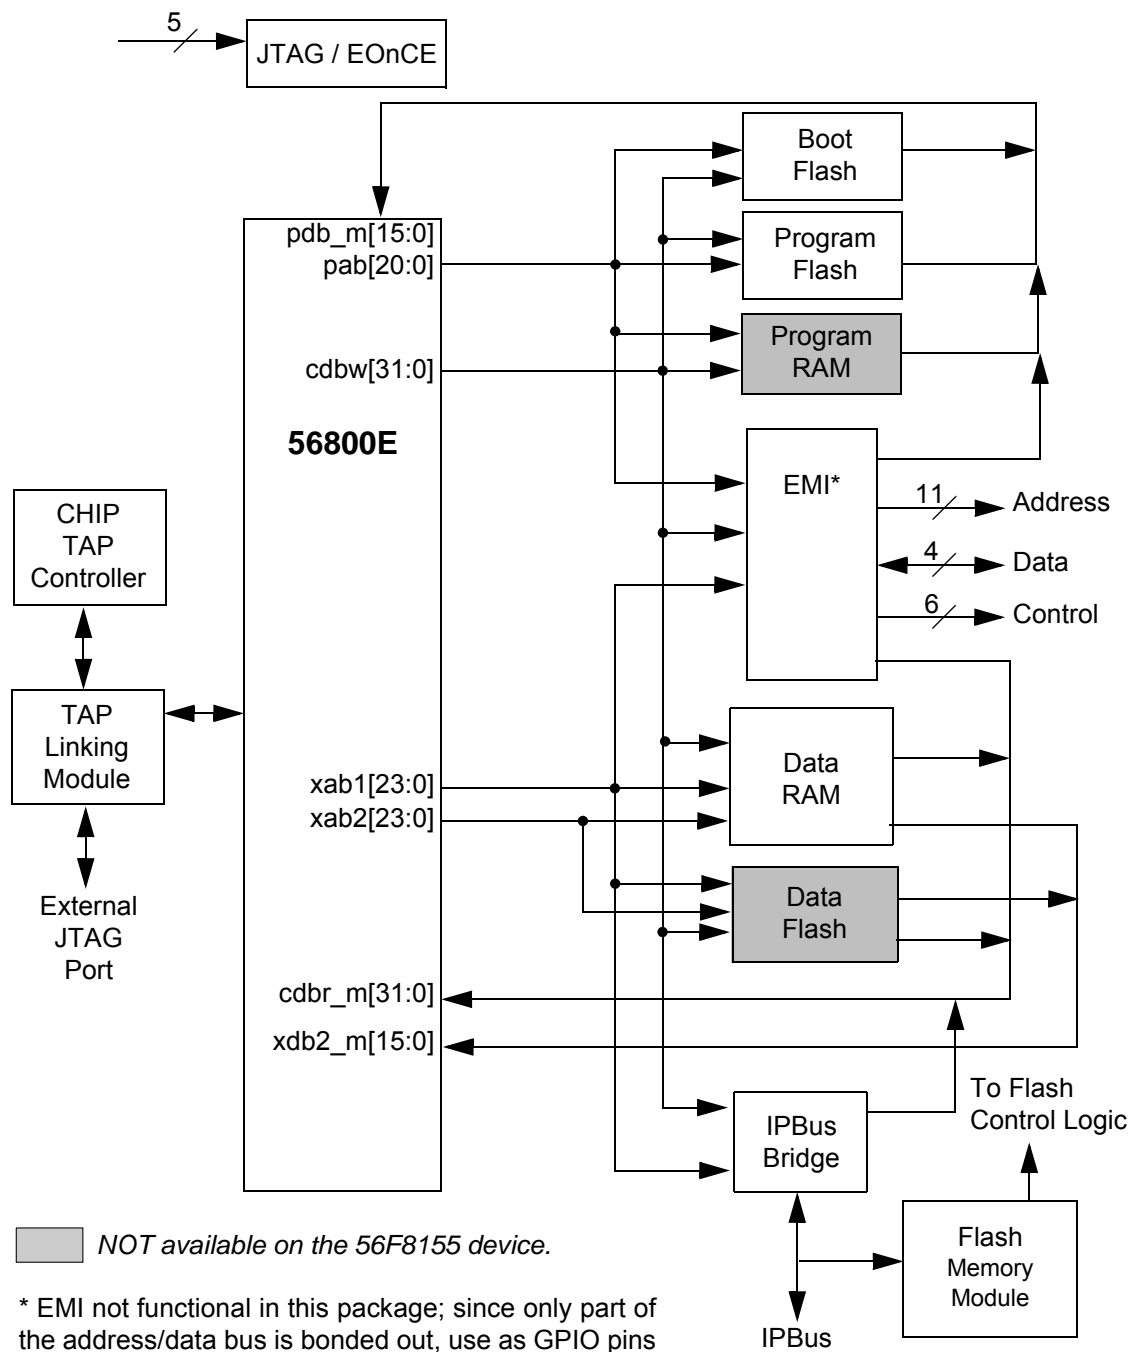 5
JTAG / EOnCE
Boot
Flash
pdb_m[15:0]
pab[20:0]
Program
Flash
cdbw[31:0]
Program
RAM
56800E
EMI*
11
Address
4
Data
6
Control
CHIP
TAP
Controller
TAP
Linking
Module
External
JTAG
Port
xab1[23:0]
xab2[23:0]
Data
RAM
Data
Flash
cdbr_m[31:0]
xdb2_m[15:0]
To Flash
Control Logic
IPBus
Bridge
Flash
Memory
Module
IPBus
NOT available on the 56F8155 device.
* EMI not functional in this package; since only part of
the address/data bus is bonded out, use as GPIO pins